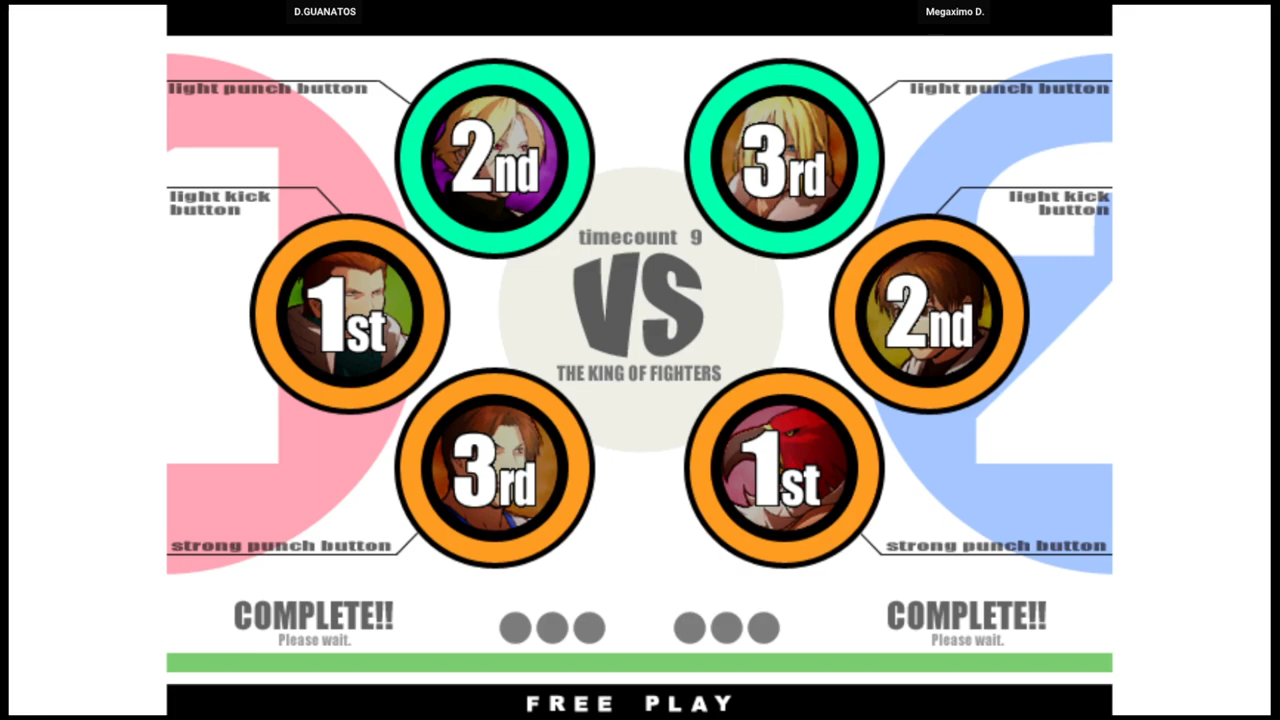 D.GUANATOS
Megaximo D.
light punch button
light punch button
2nd
3rd
light kick
button
light kick
button
timecount 9
VS
THE KING OF FIGHTERS
1st
2nd
3rd
1st
strong punch button
strong punch button
COMPLETE!!
Please wait.
COMPLETE!!
Please wait.
FREE PLAY
1
2